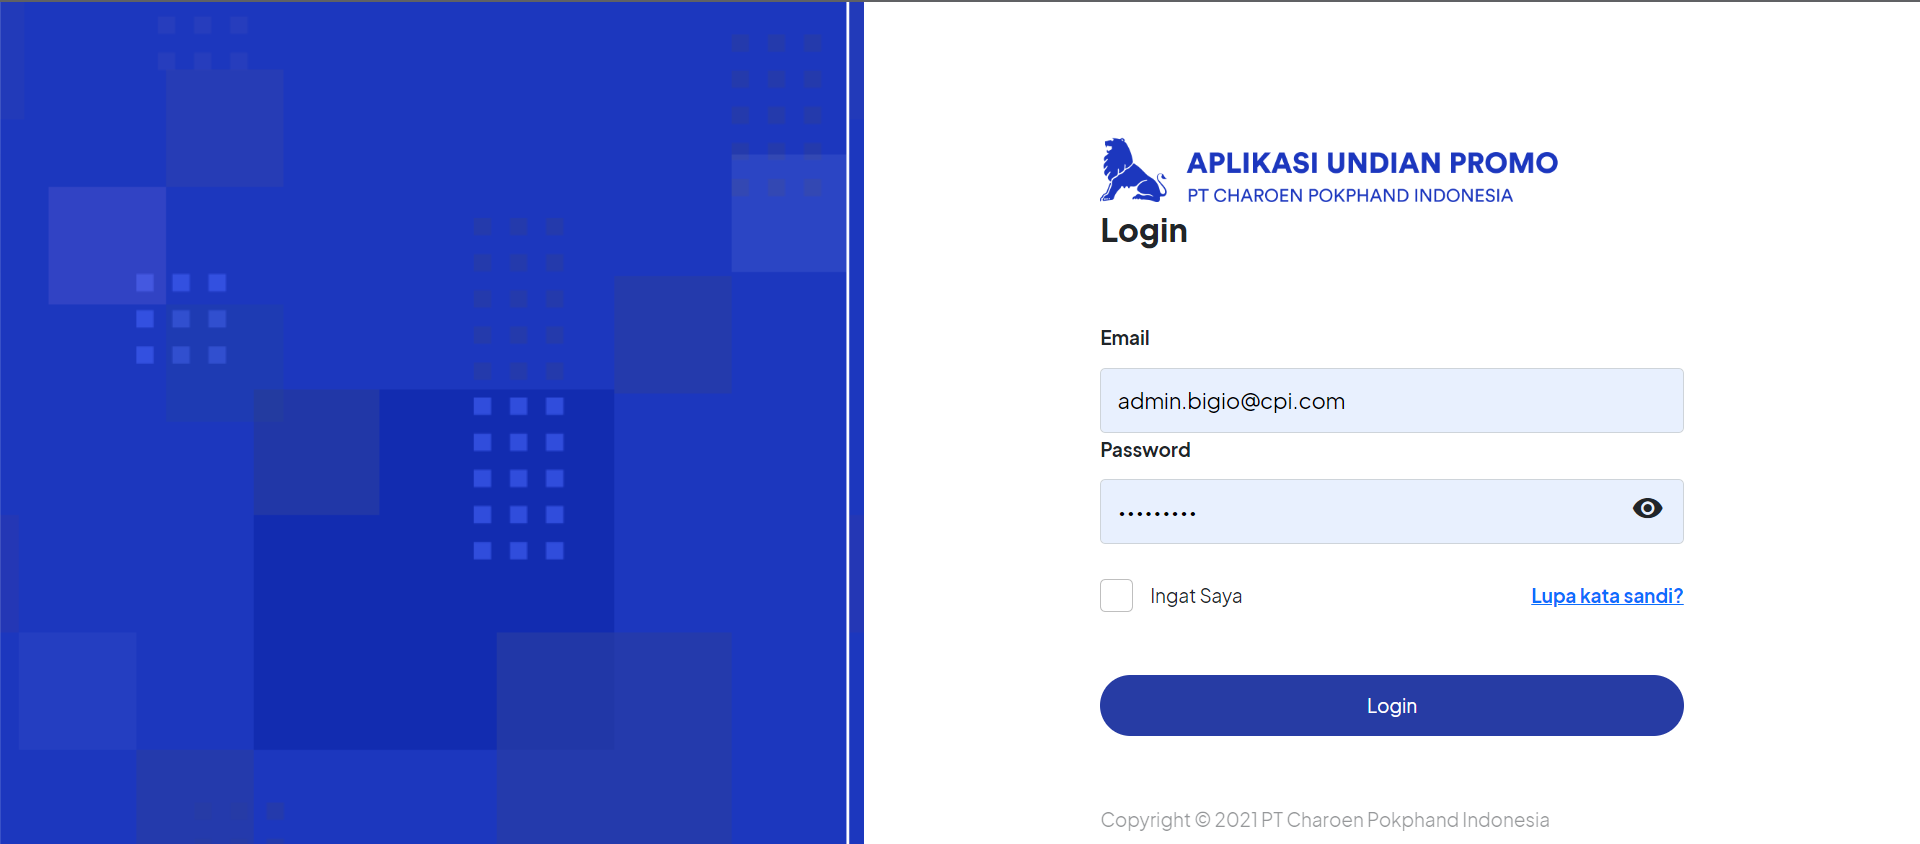 APLIKASI UNDIAN PROMO
PT CHAROEN POKPHAND INDONESIA
Login
Email
admin.bigio@cpi.com
Password
•••••••••
Ingat Saya
Lupa kata sandi?
Login
Copyright © 2021 PT Charoen Pokphand Indonesia